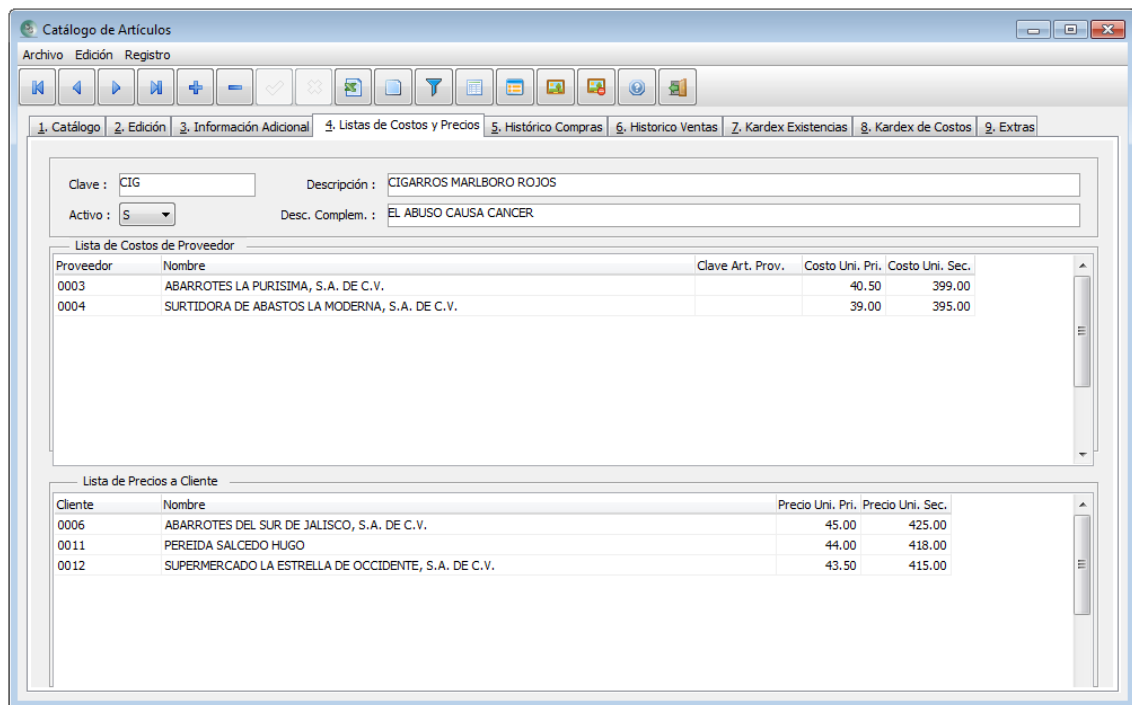 Catálogo de Artículos
Archivo Edición Registro
1. Catálogo 2. Edición 3. Información Adicional 4. Listas de Costos y Precios 5. Histórico Compras 6. Historico Ventas 7. Kardex Existencias 8. Kardex de Costos 9. Extras
Clave : CIG Descripción : CIGARROS MARLBORO ROJOS
Activo : S Desc. Complem. : EL ABUSO CAUSA CANCER
Lista de Costos de Proveedor
Proveedor Nombre Clave Art. Prov. Costo Uni. Pri. Costo Uni. Sec.
0003 ABARROTES LA PURISIMA, S.A. DE C.V. 40.50 399.00
0004 SURTIDORA DE ABASTOS LA MODERNA, S.A. DE C.V. 39.00 395.00
Lista de Precios a Cliente
Cliente Nombre Precio Uni. Pri. Precio Uni. Sec.
0006 ABARROTES DEL SUR DE JALISCO, S.A. DE C.V. 45.00 425.00
0011 PEREIDA SALCEDO HUGO 44.00 418.00
0012 SUPERMERCADO LA ESTRELLA DE OCCIDENTE, S.A. DE C.V. 43.50 415.00